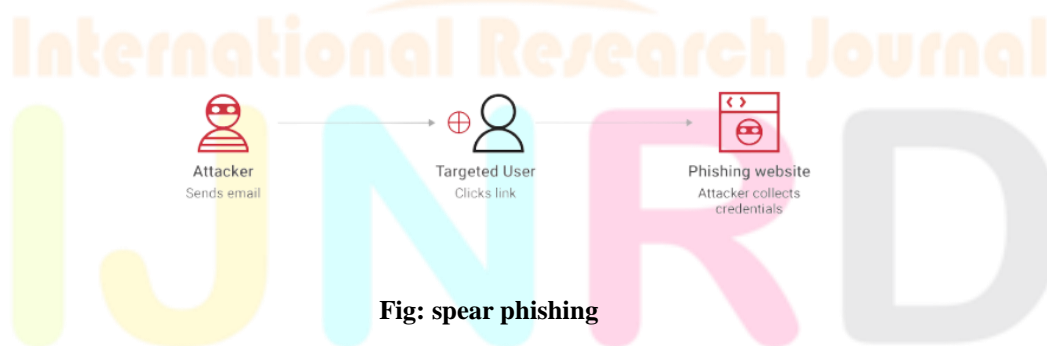 International Research Journal
IJNRD
Attacker
Sends email
Targeted User
Clicks link
Phishing website
Attacker collects
credentials
Fig: spear phishing